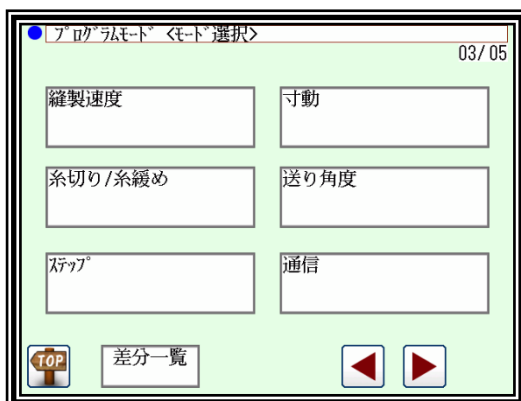 ﾌﾟﾛｸﾞﾗﾑﾓｰﾄﾞ <ﾓｰﾄﾞ選択>
03/05
縫製速度 寸動
糸切り/糸緩め 送り角度
ｽﾃｯﾌﾟ 通信
TOP 差分一覧